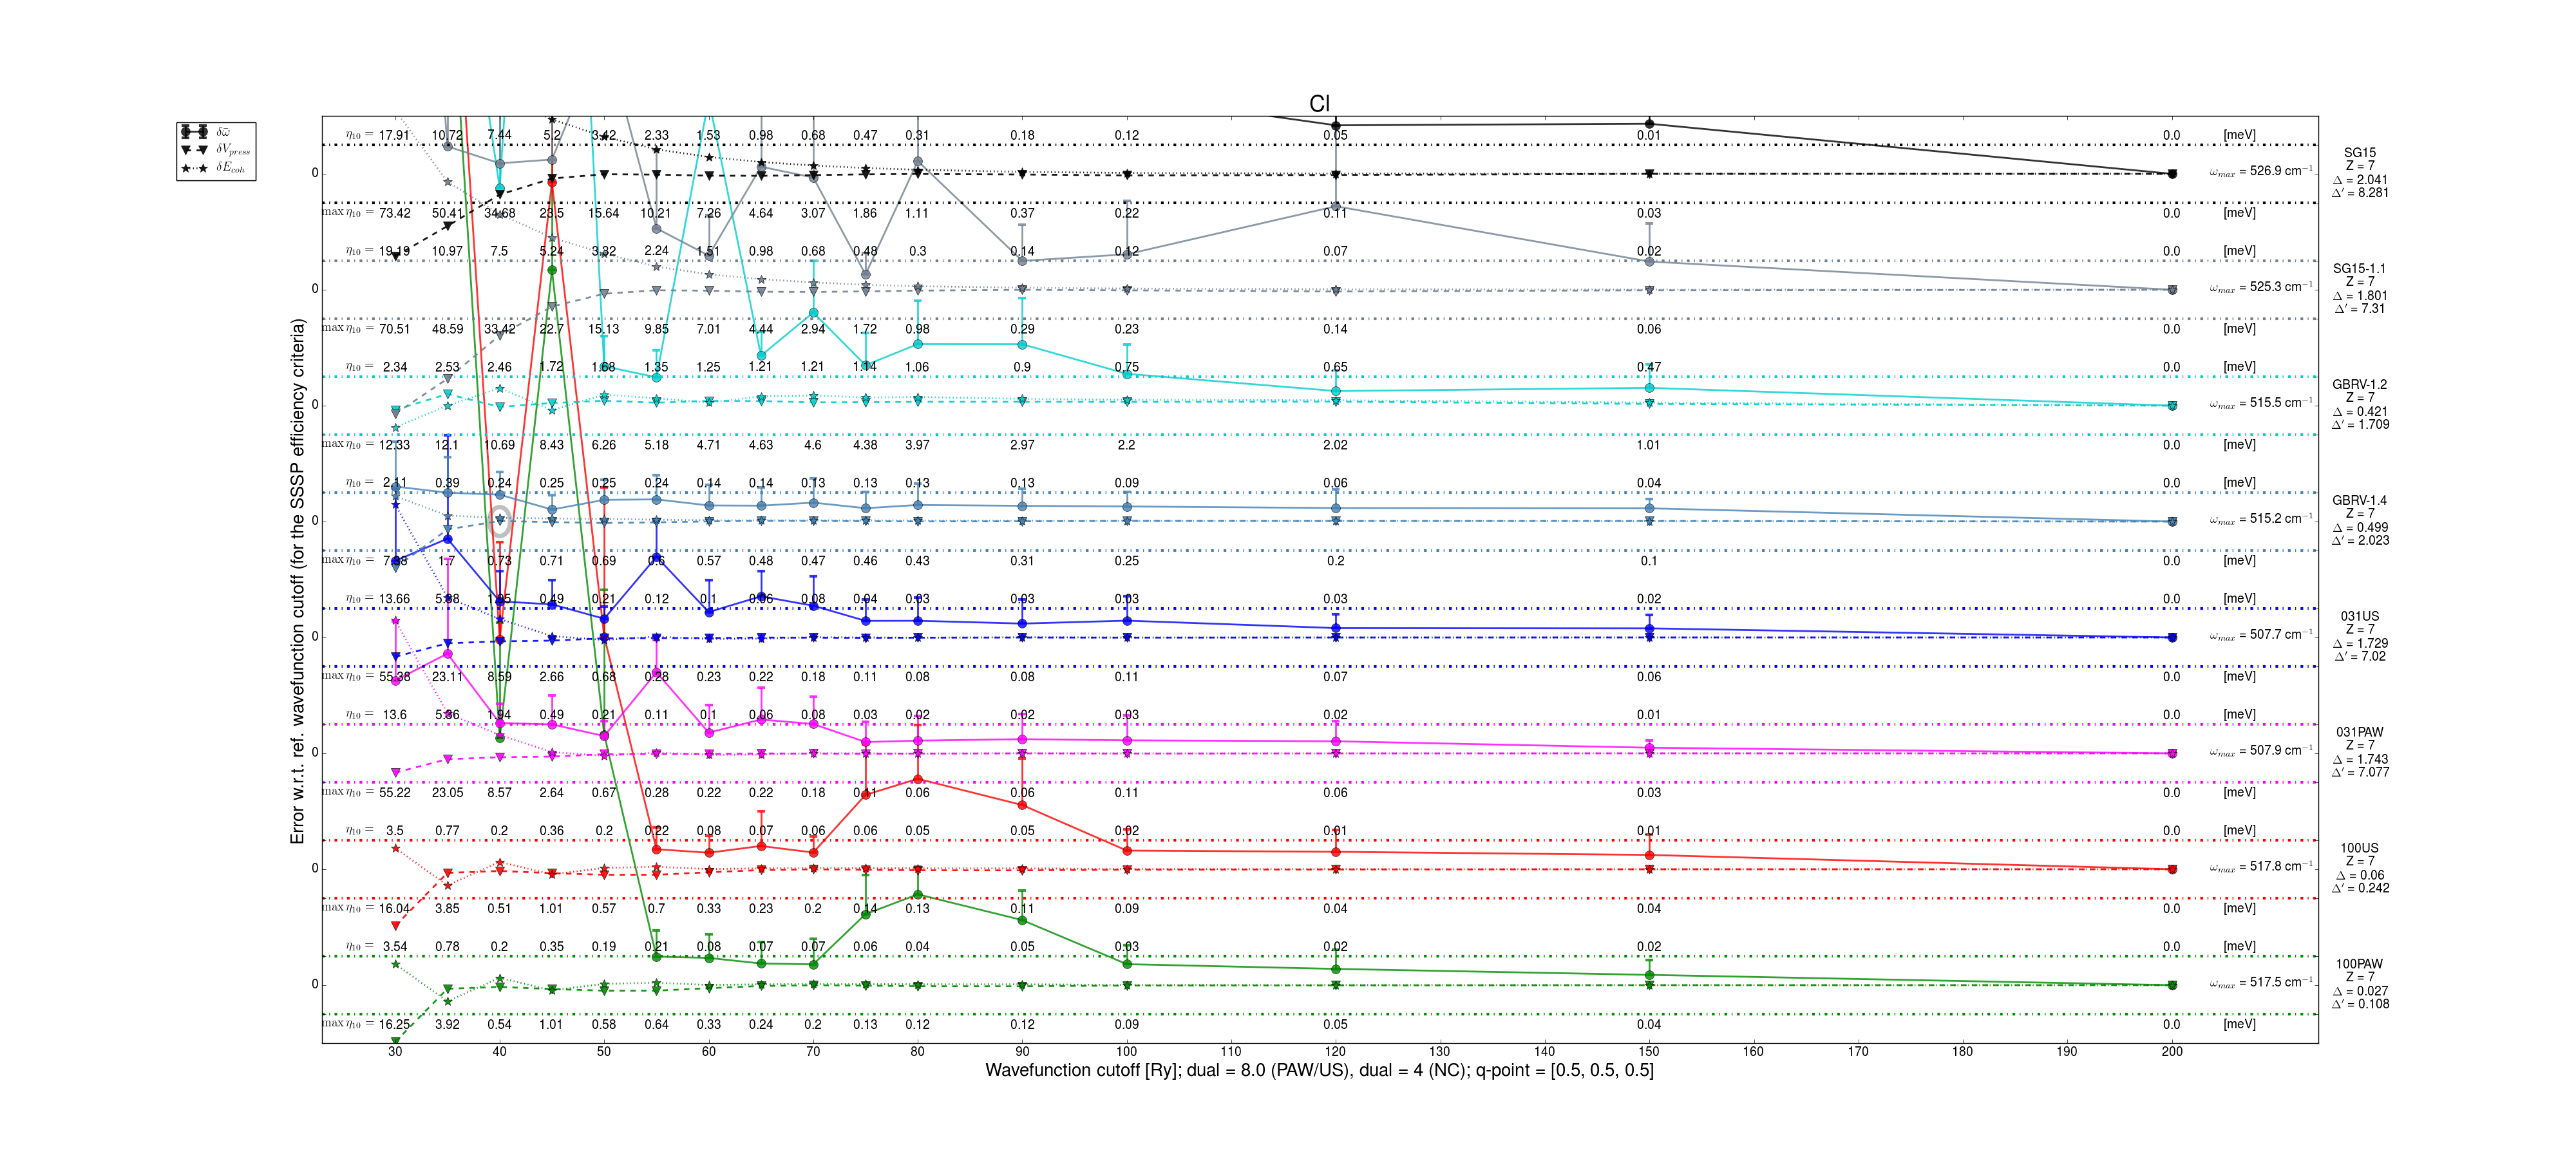 Cl
δω̄
δV_press
δE_coh
Error w.r.t. ref. wavefunction cutoff (for the SSSP efficiency criteria)
η₁₀ = 17.91 10.72 7.44 5.2 3.42 2.33 1.53 0.98 0.68 0.47 0.31 0.18 0.12 0.05 0.01 0.0 [meV]
0 ω_max = 526.9 cm⁻¹
max η₁₀ = 73.42 50.41 34.68 23.5 15.64 10.21 7.26 4.64 3.07 1.86 1.11 0.37 0.22 0.11 0.03 0.0 [meV]
SG15
Z = 7
Δ = 2.041
Δ′ = 8.281
η₁₀ = 19.19 10.97 7.5 5.24 3.32 2.24 1.51 0.98 0.68 0.48 0.3 0.14 0.12 0.07 0.02 0.0 [meV]
0 ω_max = 525.3 cm⁻¹
max η₁₀ = 70.51 48.59 33.42 22.7 15.13 9.85 7.01 4.44 2.94 1.72 0.98 0.29 0.23 0.14 0.06 0.0 [meV]
SG15-1.1
Z = 7
Δ = 1.801
Δ′ = 7.31
η₁₀ = 2.34 2.53 2.46 1.72 1.68 1.35 1.25 1.21 1.21 1.14 1.06 0.9 0.75 0.65 0.47 0.0 [meV]
0 ω_max = 515.5 cm⁻¹
max η₁₀ = 12.33 12.1 10.69 8.43 6.26 5.18 4.71 4.63 4.6 4.38 3.97 2.97 2.2 2.02 1.01 0.0 [meV]
GBRV-1.2
Z = 7
Δ = 0.421
Δ′ = 1.709
η₁₀ = 2.11 0.39 0.24 0.25 0.25 0.24 0.14 0.14 0.13 0.13 0.13 0.13 0.09 0.06 0.04 0.0 [meV]
0 ω_max = 515.2 cm⁻¹
max η₁₀ = 1.7 0.73 0.71 0.69 0.6 0.57 0.48 0.47 0.46 0.43 0.31 0.25 0.2 0.1 0.0 [meV]
GBRV-1.4
Z = 7
Δ = 0.499
Δ′ = 2.023
η₁₀ = 13.66 0.49 0.21 0.12 0.1 0.06 0.08 0.04 0.03 0.03 0.03 0.03 0.02 0.0 [meV]
0 ω_max = 507.7 cm⁻¹
max η₁₀ = 55.38 23.11 8.59 2.66 0.68 0.28 0.23 0.22 0.18 0.11 0.08 0.08 0.11 0.07 0.06 0.0 [meV]
031US
Z = 7
Δ = 1.729
Δ′ = 7.02
η₁₀ = 13.6 5.86 1.94 0.49 0.21 0.11 0.1 0.06 0.08 0.03 0.02 0.02 0.03 0.02 0.01 0.0 [meV]
0 ω_max = 507.9 cm⁻¹
max η₁₀ = 55.22 23.05 8.57 2.64 0.67 0.28 0.22 0.22 0.18 0.11 0.06 0.06 0.11 0.06 0.03 0.0 [meV]
031PAW
Z = 7
Δ = 1.743
Δ′ = 7.077
η₁₀ = 3.5 0.77 0.2 0.36 0.2 0.22 0.08 0.07 0.06 0.06 0.05 0.05 0.02 0.01 0.01 0.0 [meV]
0 ω_max = 517.8 cm⁻¹
max η₁₀ = 16.04 3.85 0.51 1.01 0.57 0.7 0.33 0.23 0.2 0.14 0.13 0.11 0.09 0.04 0.04 0.0 [meV]
100US
Z = 7
Δ = 0.06
Δ′ = 0.242
η₁₀ = 3.54 0.78 0.2 0.35 0.19 0.21 0.08 0.07 0.07 0.06 0.04 0.05 0.03 0.02 0.02 0.0 [meV]
0 ω_max = 517.5 cm⁻¹
max η₁₀ = 16.25 3.92 0.54 1.01 0.58 0.64 0.33 0.24 0.2 0.13 0.12 0.12 0.09 0.05 0.04 0.0 [meV]
100PAW
Z = 7
Δ = 0.027
Δ′ = 0.108
30 40 50 60 70 80 90 100 110 120 130 140 150 160 170 180 190 200
Wavefunction cutoff [Ry]; dual = 8.0 (PAW/US), dual = 4 (NC); q-point = [0.5, 0.5, 0.5]